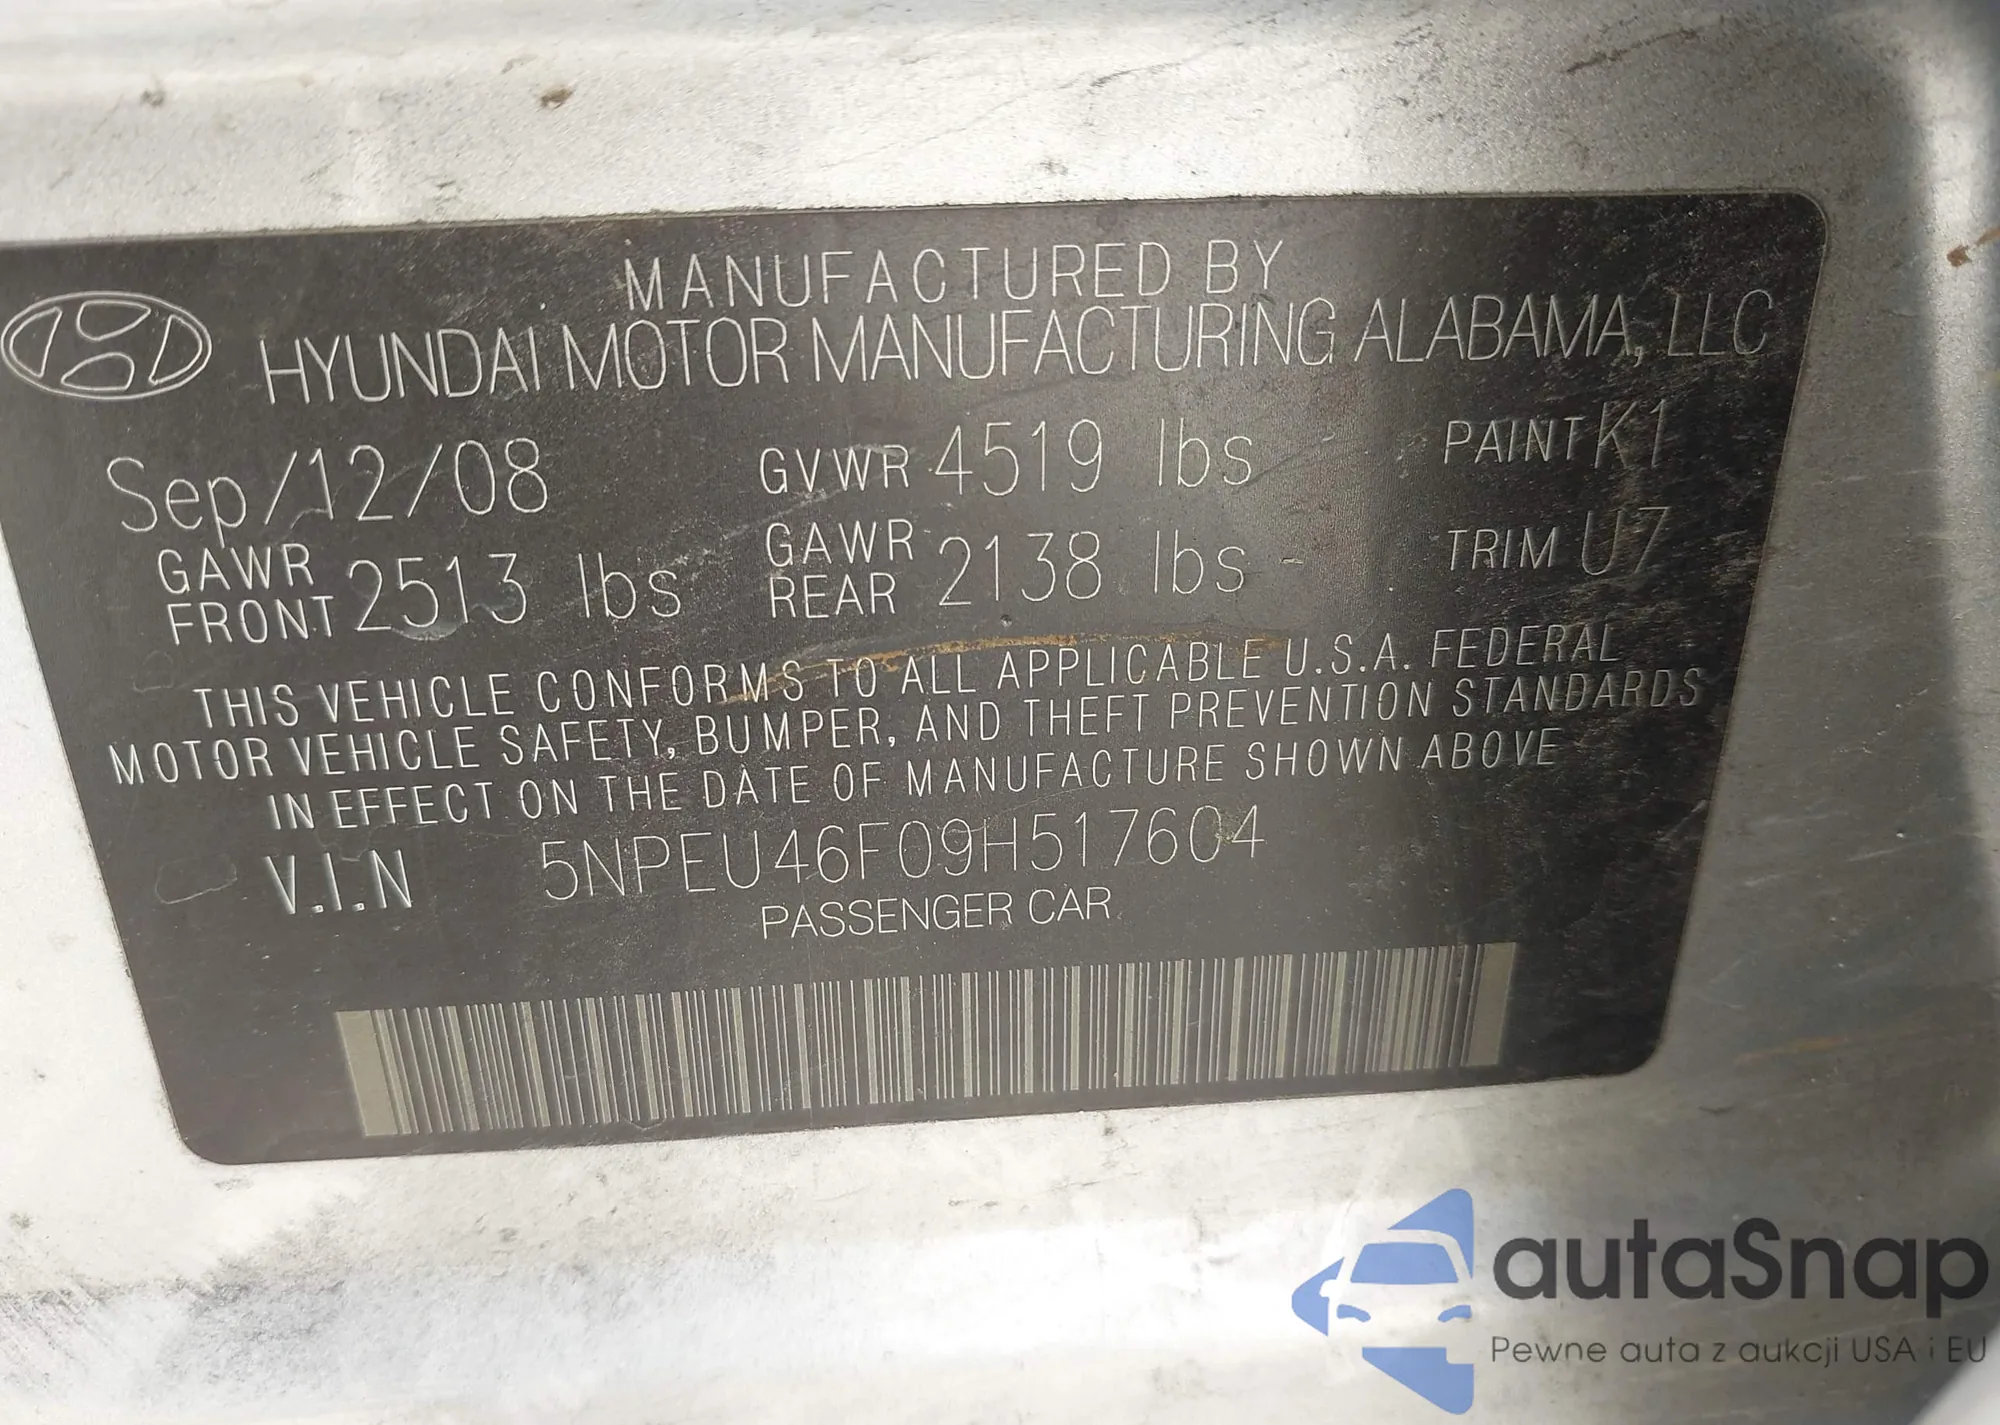 MANUFACTURED BY
HYUNDAI MOTOR MANUFACTURING ALABAMA, LLC
Sep/12/08 GVWR 4519 lbs PAINT K1
GAWR FRONT 2513 lbs GAWR REAR 2138 lbs TRIM U7
THIS VEHICLE CONFORMS TO ALL APPLICABLE U.S.A. FEDERAL
MOTOR VEHICLE SAFETY, BUMPER, AND THEFT PREVENTION STANDARDS
IN EFFECT ON THE DATE OF MANUFACTURE SHOWN ABOVE
V.I.N 5NPEU46F09H517604
PASSENGER CAR
autaSnap
Pewne auta z aukcji USA i EU